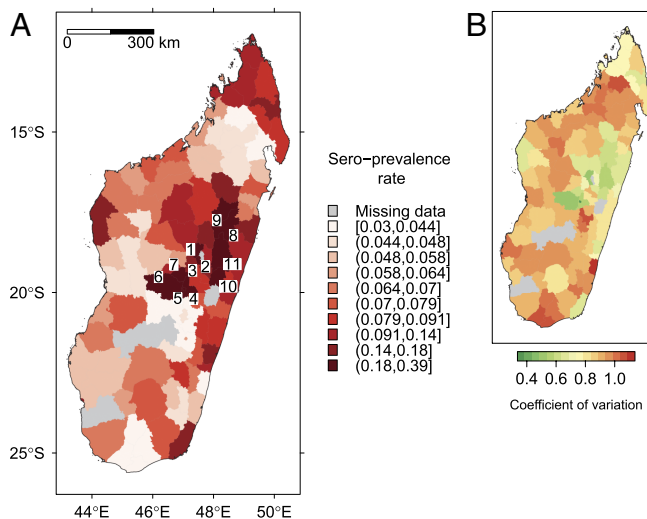 A
0 300 km
15°S
20°S
25°S
44°E 46°E 48°E 50°E
9
8
1
7 3 2 11
6
10
5 4
Sero−prevalence
rate
Missing data
[0.03,0.044]
(0.044,0.048]
(0.048,0.058]
(0.058,0.064]
(0.064,0.07]
(0.07,0.079]
(0.079,0.091]
(0.091,0.14]
(0.14,0.18]
(0.18,0.39]
B
0.4 0.6 0.8 1.0
Coefficient of variation